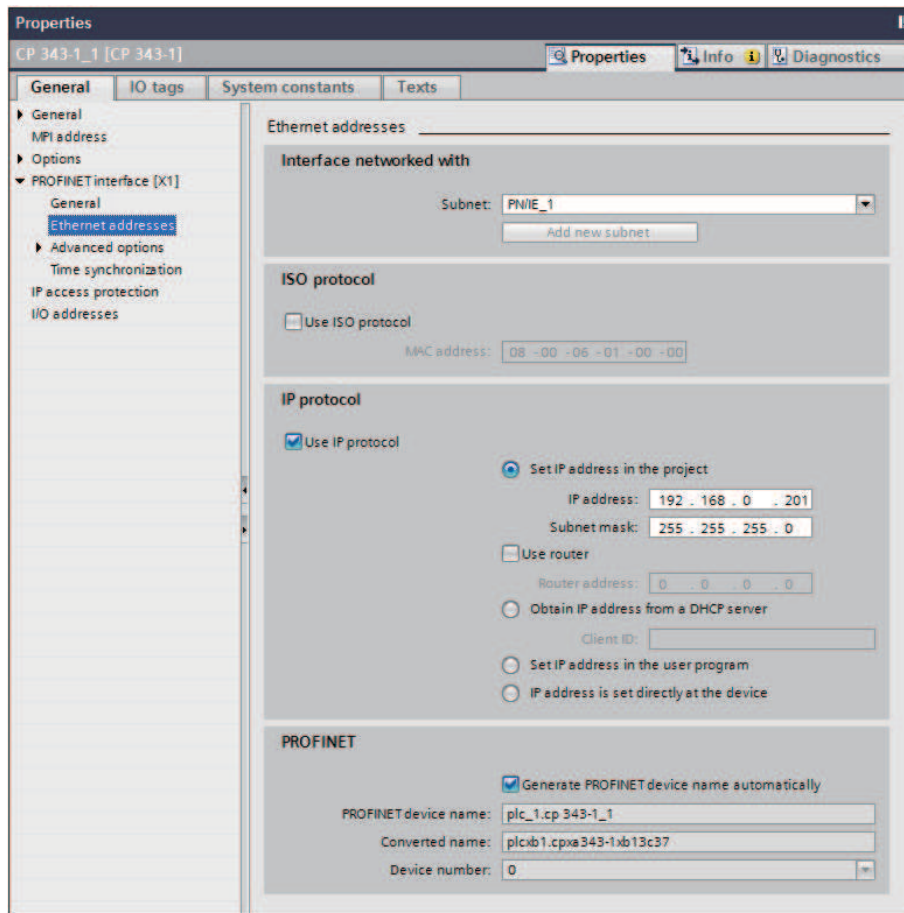 Properties
CP 343-1_1 [CP 343-1]
Properties
Info
Diagnostics
General
IO tags
System constants
Texts
General
MPI address
Options
PROFINET interface [X1]
General
Ethernet addresses
Advanced options
Time synchronization
IP access protection
I/O addresses
Ethernet addresses
Interface networked with
Subnet: PN/IE_1
Add new subnet
ISO protocol
Use ISO protocol
MAC address: 08 -00 -06 -01 -00 -00
IP protocol
Use IP protocol
Set IP address in the project
IP address: 192 . 168 . 0 . 201
Subnet mask: 255 . 255 . 255 . 0
Use router
Router address: 0 . 0 . 0 . 0
Obtain IP address from a DHCP server
Client ID:
Set IP address in the user program
IP address is set directly at the device
PROFINET
Generate PROFINET device name automatically
PROFINET device name: plc_1.cp 343-1_1
Converted name: plcxb1.cpxa343-1xb13c37
Device number: 0